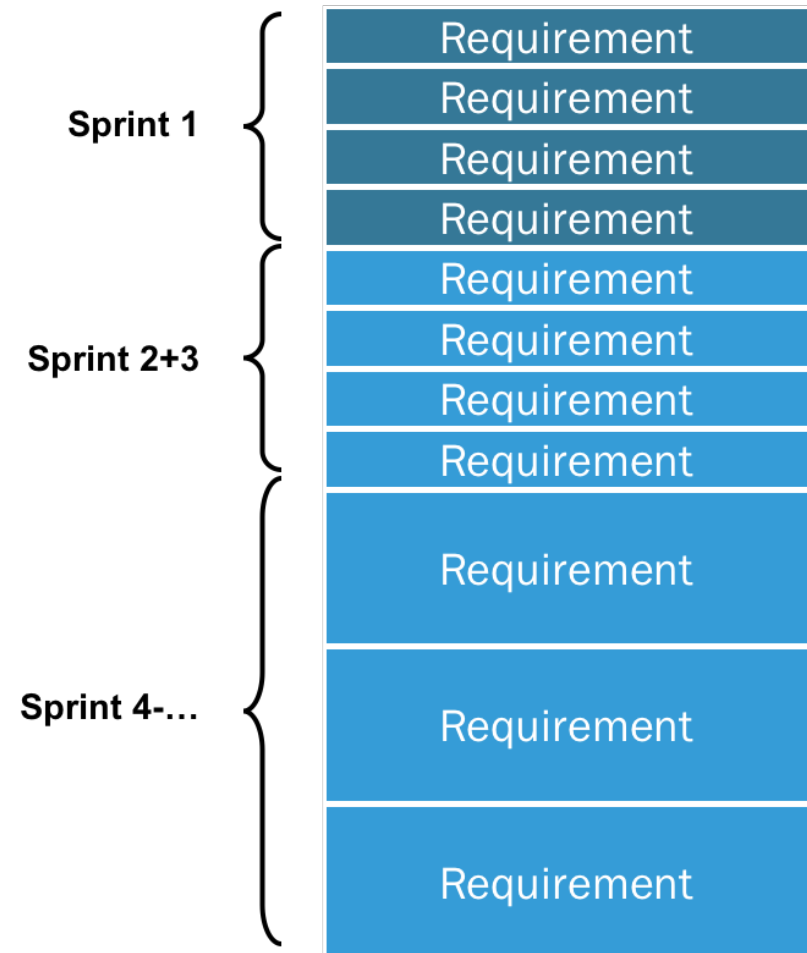 Sprint 1
Requirement
Requirement
Requirement
Requirement
Sprint 2+3
Requirement
Requirement
Requirement
Requirement
Sprint 4-…
Requirement
Requirement
Requirement